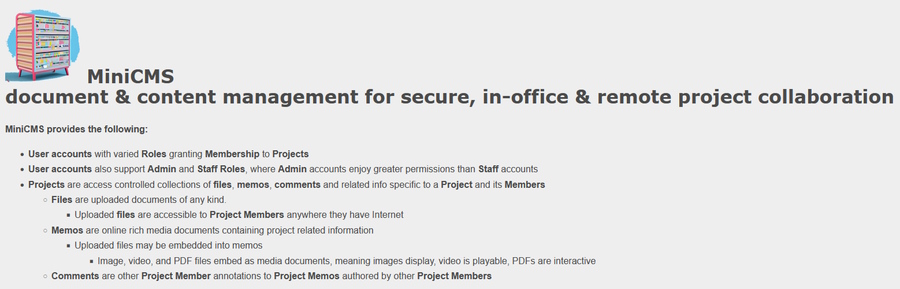 MiniCMS
document & content management for secure, in-office & remote project collaboration
MiniCMS provides the following:
User accounts with varied Roles granting Membership to Projects
User accounts also support Admin and Staff Roles, where Admin accounts enjoy greater permissions than Staff accounts
Projects are access controlled collections of files, memos, comments and related info specific to a Project and its Members
Files are uploaded documents of any kind.
Uploaded files are accessible to Project Members anywhere they have Internet
Memos are online rich media documents containing project related information
Uploaded files may be embedded into memos
Image, video, and PDF files embed as media documents, meaning images display, video is playable, PDFs are interactive
Comments are other Project Member annotations to Project Memos authored by other Project Members